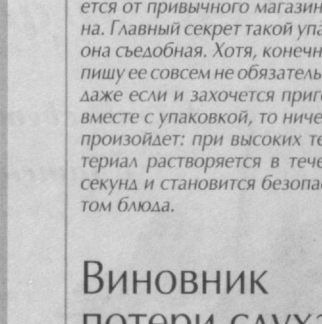 ется от привычного магазин
на. Главный секрет такой упа
она съедобная. Хотя, конечн
пишу ее совсем не обязатель
даже если и захочется приг
вместе с упаковкой, то ниче
произойдет: при высоких те
териал растворяется в тече
секунд и становится безопа
том блюда.
Виновник
потери слуха